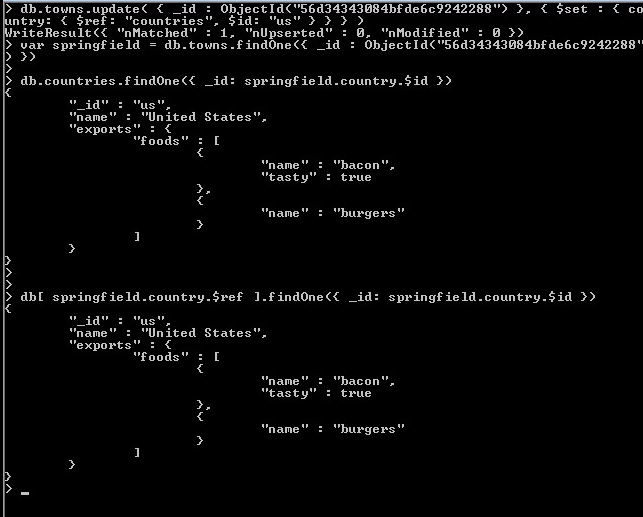 > db.towns.update( { _id : ObjectId("56d34343084bfde6c9242288") }, { $set : { co
untry: { $ref: "countries", $id: "us" } } } )
WriteResult({ "nMatched" : 1, "nUpserted" : 0, "nModified" : 0 })
> var springfield = db.towns.findOne({ _id : ObjectId("56d34343084bfde6c9242288"
> })
>
> db.countries.findOne({ _id: springfield.country.$id })
{
"_id" : "us",
"name" : "United States",
"exports" : {
"foods" : [
{
"name" : "bacon",
"tasty" : true
},
{
"name" : "burgers"
}
]
}
}
>
>
> db[ springfield.country.$ref ].findOne({ _id: springfield.country.$id })
{
"_id" : "us",
"name" : "United States",
"exports" : {
"foods" : [
{
"name" : "bacon",
"tasty" : true
},
{
"name" : "burgers"
}
]
}
}
> _